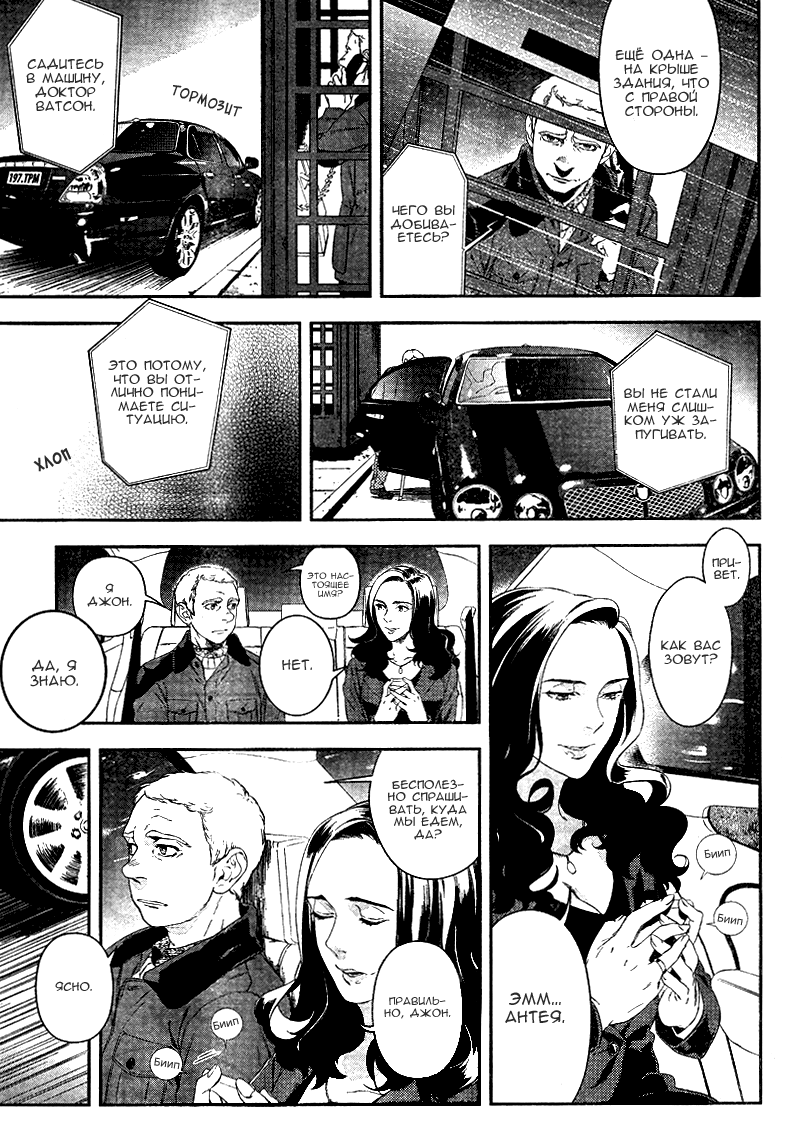 ЕЩЁ ОДНА –
НА КРЫШЕ
ЗДАНИЯ, ЧТО
С ПРАВОЙ
СТОРОНЫ.
ЧЕГО ВЫ
ДОБИВА-
ЕТЕСЬ?
САДИТЕСЬ
В МАШИНУ,
ДОКТОР
ВАТСОН.
ТОРМОЗИТ
197.TPM
ВЫ НЕ СТАЛИ
МЕНЯ СЛИШ-
КОМ УЖ ЗА-
ПУГИВАТЬ.
ЭТО ПОТОМУ,
ЧТО ВЫ ОТ-
ЛИЧНО ПОНИ-
МАЕТЕ СИ-
ТУАЦИЮ.
ХЛОП
ПРИ-
ВЕТ.
КАК ВАС
ЗОВУТ?
БИИП
БИИП
ЭММ...
АНТЕЯ.
ЭТО НАС-
ТОЯЩЕЕ
ИМЯ?
НЕТ.
Я
ДЖОН.
ДА, Я
ЗНАЮ.
БЕСПОЛЕЗ-
НО СПРАШИ-
ВАТЬ, КУДА
МЫ ЕДЕМ,
ДА?
ПРАВИЛЬ-
НО, ДЖОН.
БИИП
БИИП
ЯСНО.